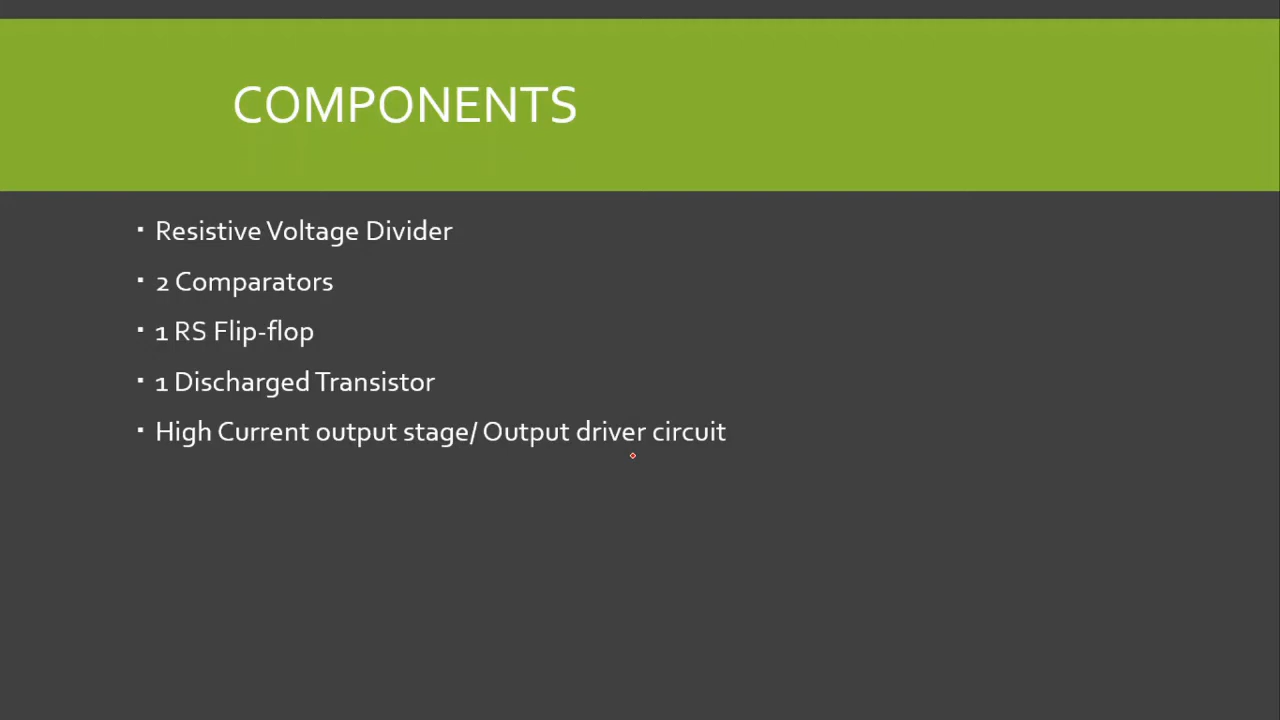 COMPONENTS
▪ Resistive Voltage Divider
▪ 2 Comparators
▪ 1 RS Flip-flop
▪ 1 Discharged Transistor
▪ High Current output stage/ Output driver circuit